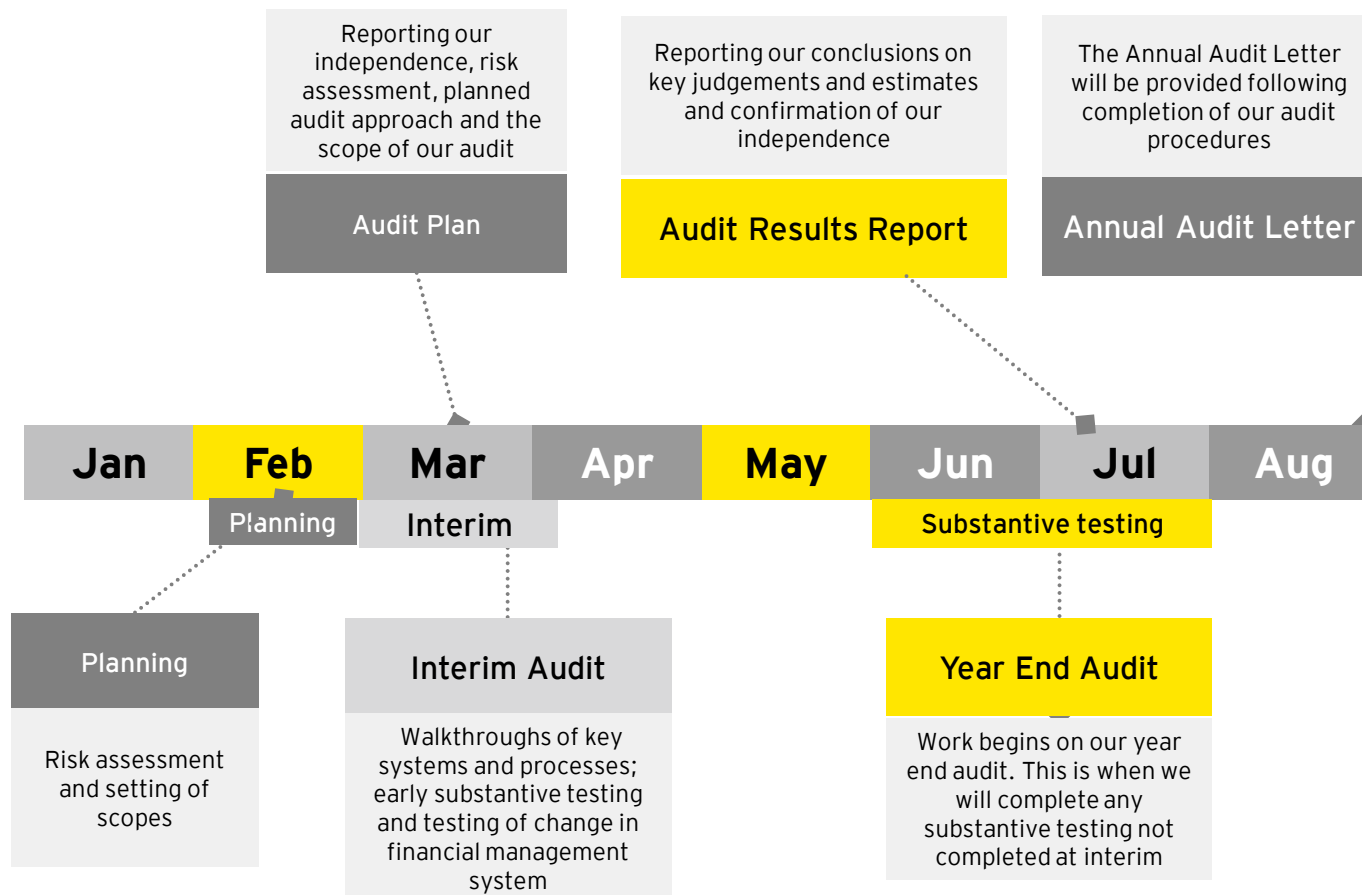 Reporting our
independence, risk
assessment, planned
audit approach and the
scope of our audit
Audit Plan
Reporting our conclusions on
key judgements and estimates
and confirmation of our
independence
Audit Results Report
The Annual Audit Letter
will be provided following
completion of our audit
procedures
Annual Audit Letter
Jan Feb Mar Apr May Jun Jul Aug
Planning Interim Substantive testing
Planning
Risk assessment
and setting of
scopes
Interim Audit
Walkthroughs of key
systems and processes;
early substantive testing
and testing of change in
financial management
system
Year End Audit
Work begins on our year
end audit. This is when we
will complete any
substantive testing not
completed at interim